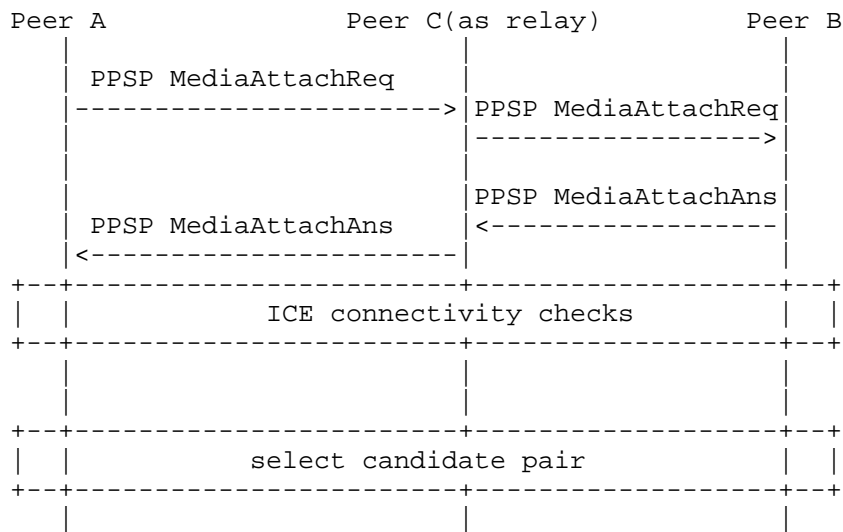 Peer A Peer C(as relay) Peer B
PPSP MediaAttachReq
PPSP MediaAttachReq
PPSP MediaAttachAns
PPSP MediaAttachAns
ICE connectivity checks
select candidate pair